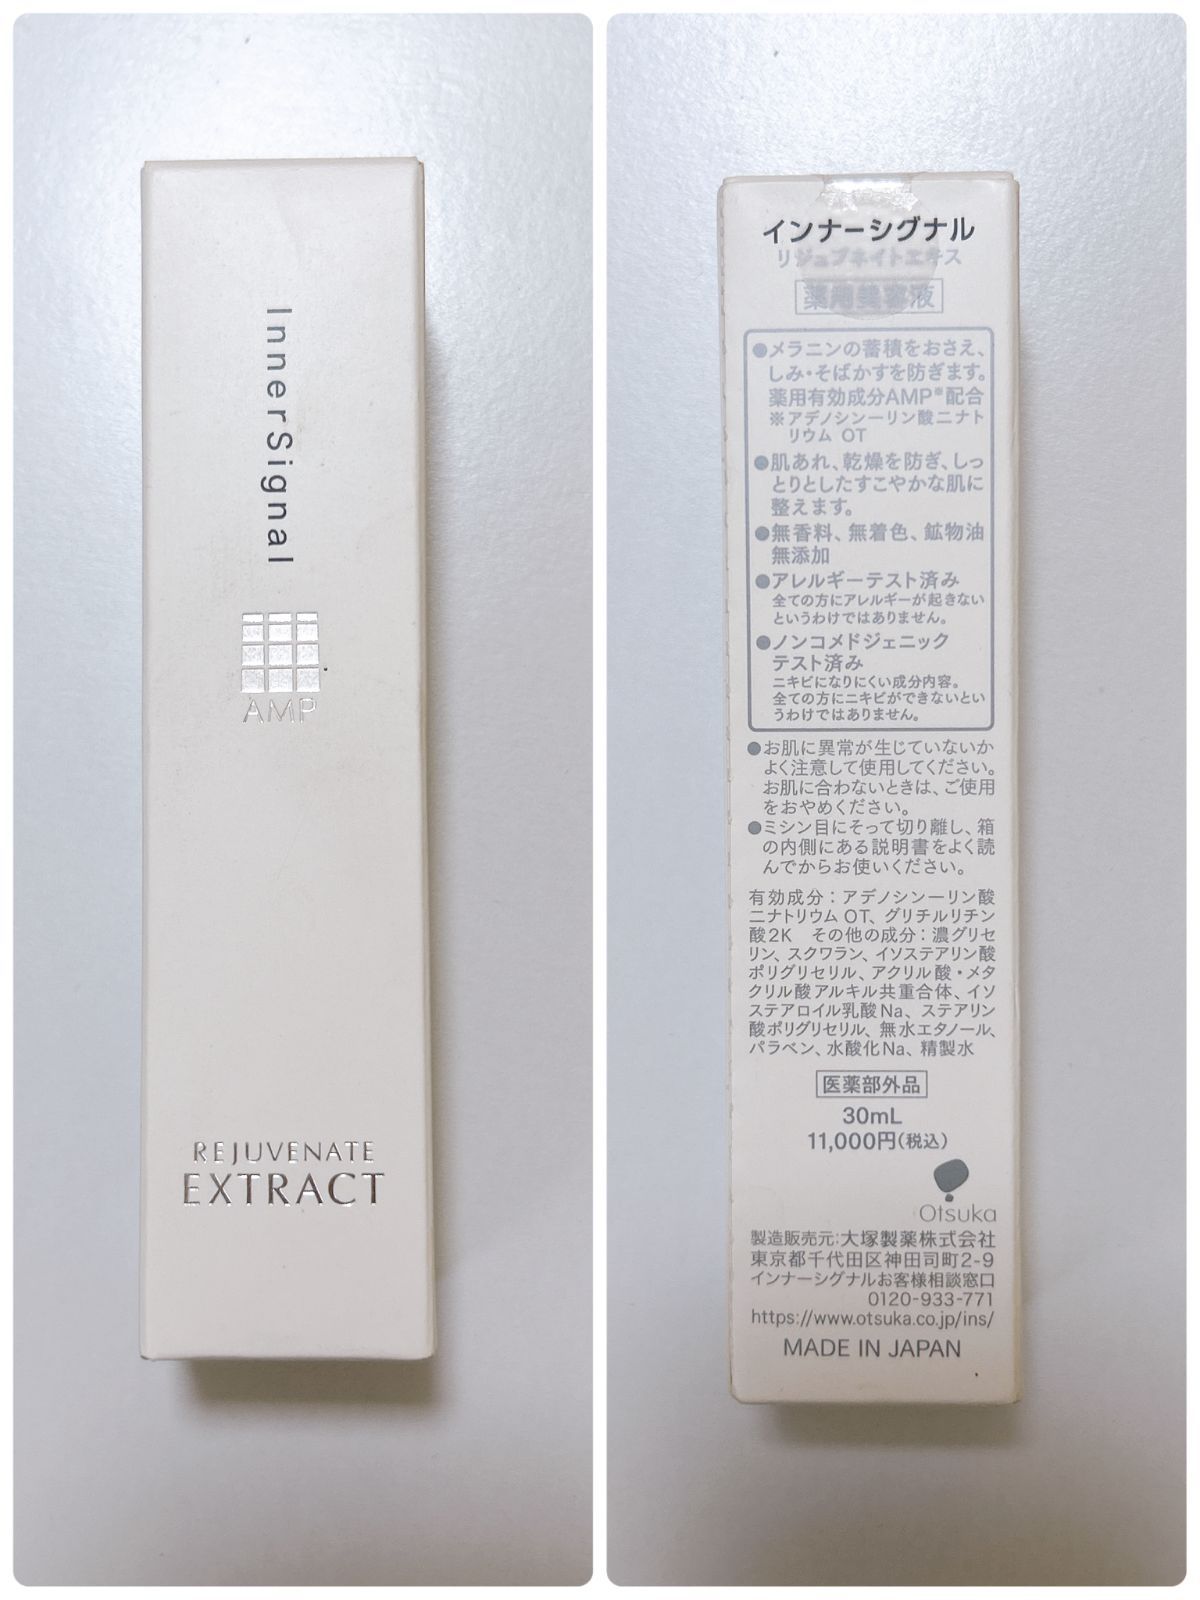 InnerSignal
AMP
REJUVENATE
EXTRACT
インナーシグナル
リジュブネイトエキス
薬用美容液
●メラニンの蓄積をおさえ、
しみ・そばかすを防ぎます。
薬用有効成分AMP※配合
※アデノシン一リン酸二ナト
リウム OT
●肌あれ、乾燥を防ぎ、しっ
とりとしたすこやかな肌に
整えます。
●無香料、無着色、鉱物油
無添加
●アレルギーテスト済み
全ての方にアレルギーが起きない
というわけではありません。
●ノンコメドジェニック
テスト済み
ニキビになりにくい成分内容。
全ての方にニキビができないとい
うわけではありません。
●お肌に異常が生じていないか
よく注意して使用してください。
お肌に合わないときは、ご使用
をおやめください。
●ミシン目にそって切り離し、箱
の内側にある説明書をよく読
んでからお使いください。
有効成分：アデノシン一リン酸
二ナトリウム OT、グリチルリチン
酸2K その他の成分：濃グリセ
リン、スクワラン、イソステアリン酸
ポリグリセリル、アクリル酸・メタ
クリル酸アルキル共重合体、イソ
ステアロイル乳酸Na、ステアリン
酸ポリグリセリル、無水エタノール、
パラベン、水酸化Na、精製水
医薬部外品
30mL
11,000円(税込)
Otsuka
製造販売元:大塚製薬株式会社
東京都千代田区神田司町2-9
インナーシグナルお客様相談窓口
0120-933-771
https://www.otsuka.co.jp/ins/
MADE IN JAPAN